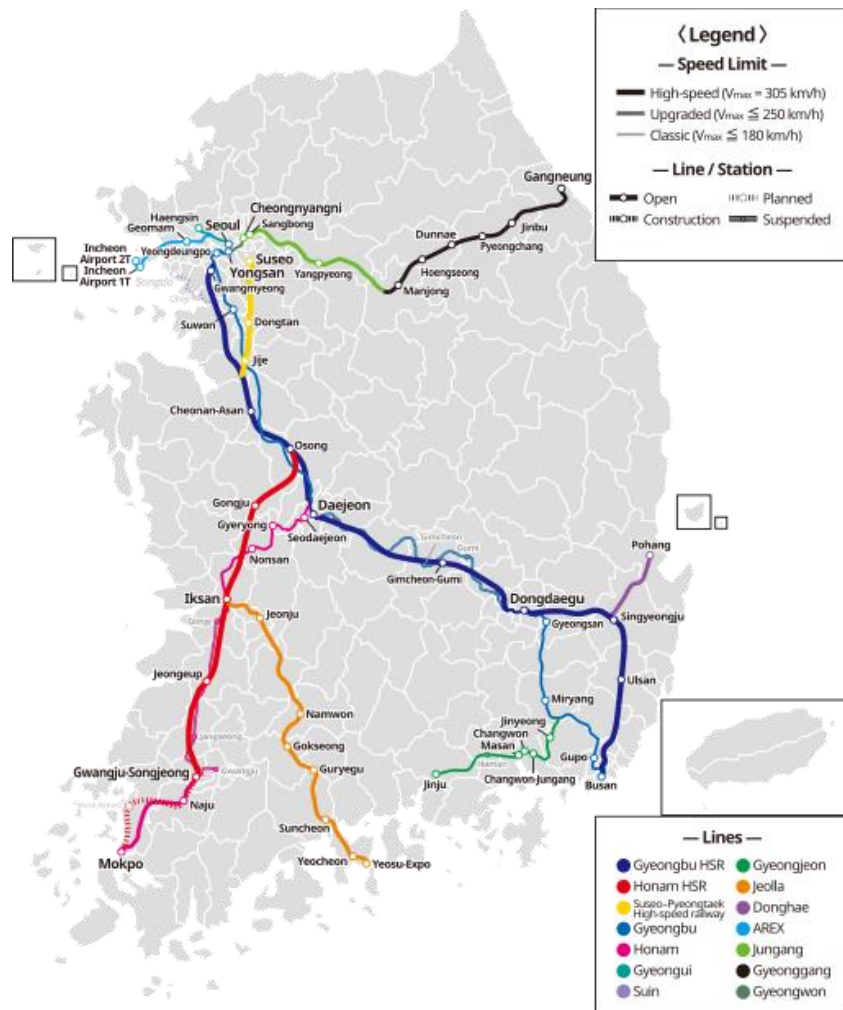 〈Legend〉
— Speed Limit —
High-speed (Vmax = 305 km/h)
Upgraded (Vmax ≦ 250 km/h)
Classic (Vmax ≦ 180 km/h)
— Line / Station —
Open
Planned
Construction
Suspended
Gangneung
Cheongnyangni
Haengsin
Seoul
Sangbong
Geomam
Dunnae
Jinbu
Yeongdeungpo
Pyeongchang
Incheon
Airport 2T
Suseo
Hoengseong
Incheon
Airport 1T
Yongsan
Yangpyeong
Songdo
Gwangmyeong
Manjong
Suwon
Dongtan
Jije
Cheonan-Asan
Osong
Gongju
Daejeon
Gyeryong
Seodaejeon
Gimcheon
Gumi
Pohang
Nonsan
Gimcheon-Gumi
Iksan
Dongdaegu
Jeonju
Gyeongsan
Singyeongju
Jeongeup
Ulsan
Miryang
Namwon
Jinyeong
Changwon
Gokseong
Masan
Gupo
Gwangju-Songjeong
Gwangju
Guryegu
Haman
Changwon-Jungang
Jinju
Busan
Naju
Suncheon
Mokpo
Yeocheon
Yeosu-Expo
— Lines —
Gyeongbu HSR
Gyeongjeon
Honam HSR
Jeolla
Suseo–Pyeongtaek
High-speed railway
Donghae
Gyeongbu
AREX
Honam
Jungang
Gyeongui
Gyeonggang
Suin
Gyeongwon